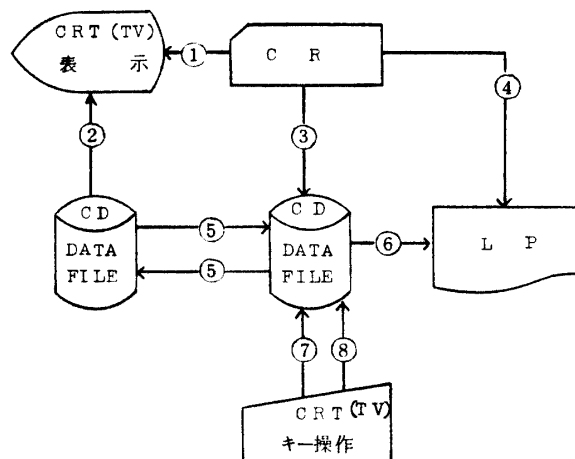 CRT(TV)
表 示
①
CR
④
②
③
CD
DATA
FILE
⑤
⑤
CD
DATA
FILE
⑥
LP
⑦
⑧
CRT(TV)
キー操作